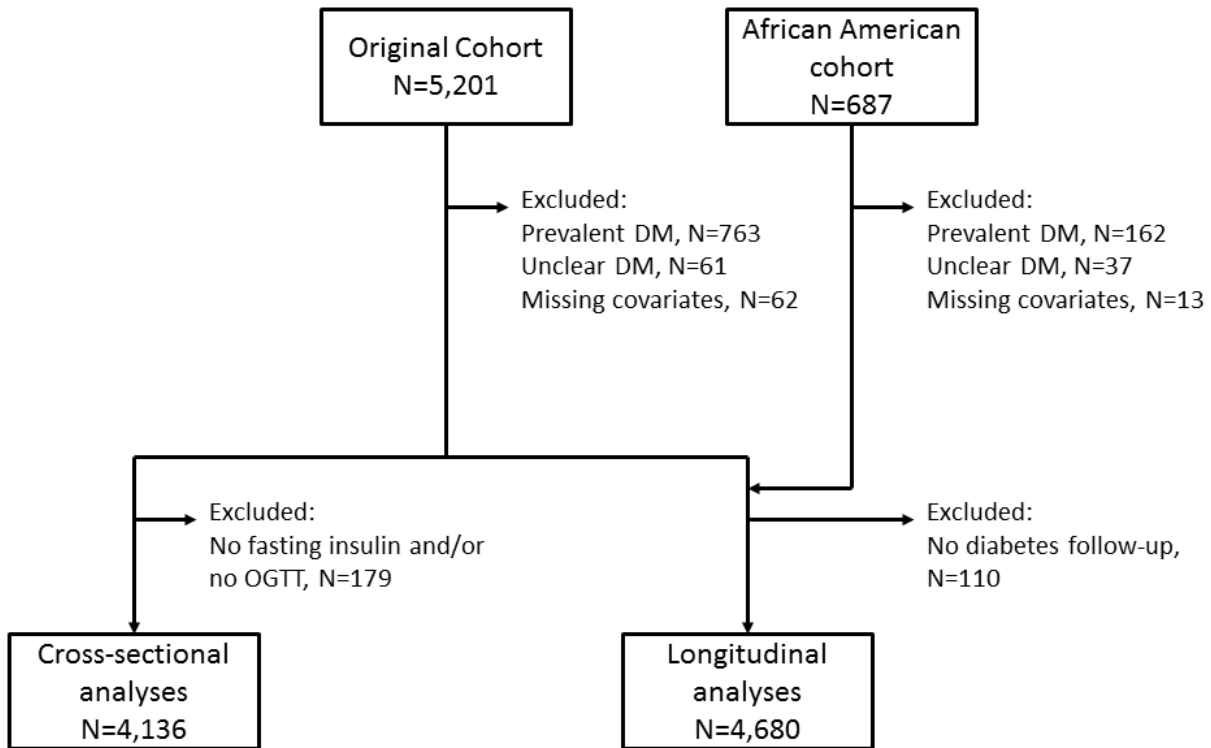 Original Cohort
N=5,201
African American
cohort
N=687
Excluded:
Prevalent DM, N=763
Unclear DM, N=61
Missing covariates, N=62
Excluded:
Prevalent DM, N=162
Unclear DM, N=37
Missing covariates, N=13
Excluded:
No fasting insulin and/or
no OGTT, N=179
Excluded:
No diabetes follow-up,
N=110
Cross-sectional
analyses
N=4,136
Longitudinal
analyses
N=4,680